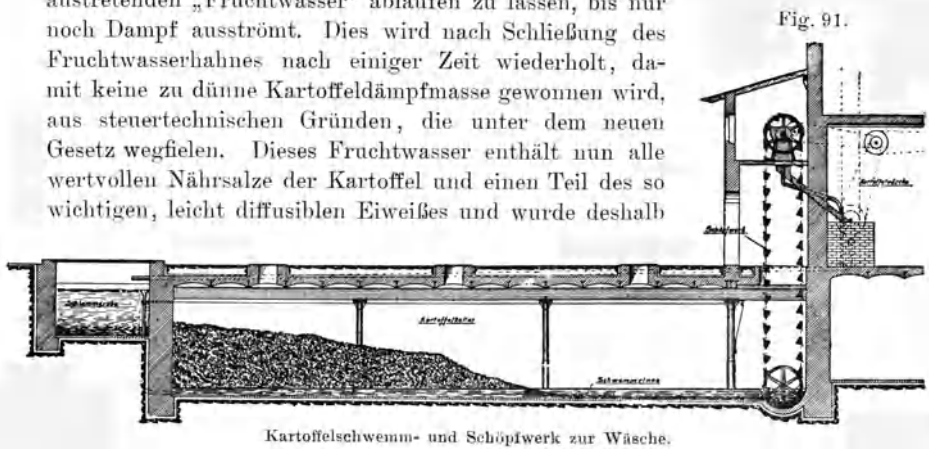 austretenden „Fruchtwasser“ ablaufen zu lassen, bis nur
noch Dampf ausströmt. Dies wird nach Schließung des
Fruchtwasserhahnes nach einiger Zeit wiederholt, da-
mit keine zu dünne Kartoffeldämpfmasse gewonnen wird,
aus steuertechnischen Gründen, die unter dem neuen
Gesetz wegfielen. Dieses Fruchtwasser enthält nun alle
wertvollen Nährsalze der Kartoffel und einen Teil des so
wichtigen, leicht diffusiblen Eiweißes und wurde deshalb
Fig. 91.
Kartoffelwäsche
Schöpfwerk
Kartoffelkeller
Schwemmrinne
Kartoffelschwemm- und Schöpfwerk zur Wäsche.